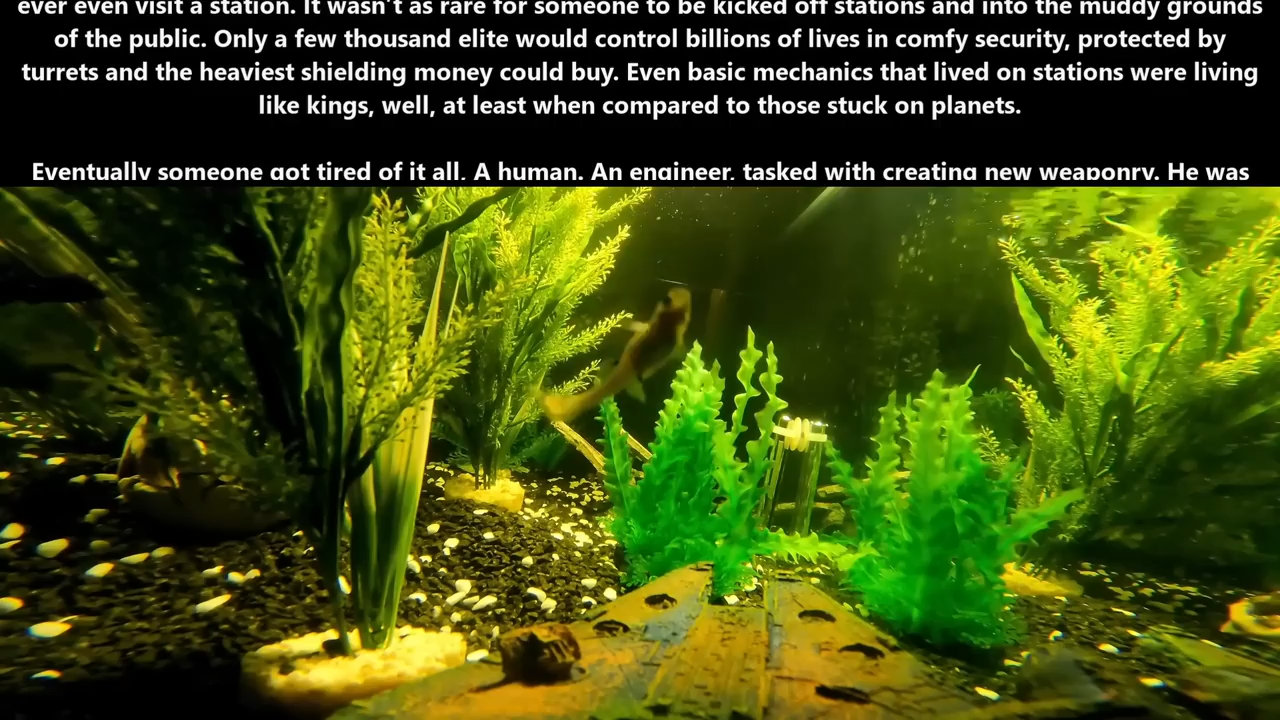 ever even visit a station. It wasn't as rare for someone to be kicked off stations and into the muddy grounds
of the public. Only a few thousand elite would control billions of lives in comfy security, protected by
turrets and the heaviest shielding money could buy. Even basic mechanics that lived on stations were living
like kings, well, at least when compared to those stuck on planets.
Eventually someone got tired of it all. A human. An engineer, tasked with creating new weaponry. He was